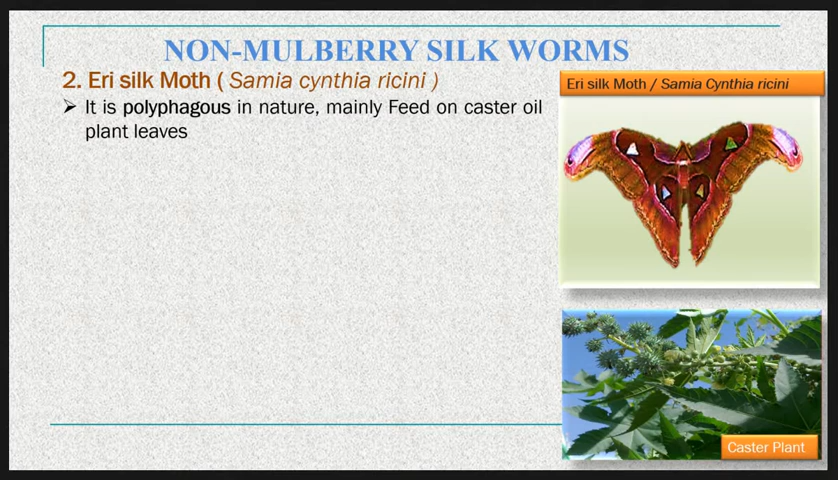 NON-MULBERRY SILK WORMS
2. Eri silk Moth ( Samia cynthia ricini )
➢ It is polyphagous in nature, mainly Feed on caster oil
plant leaves
Eri silk Moth / Samia Cynthia ricini
Caster Plant